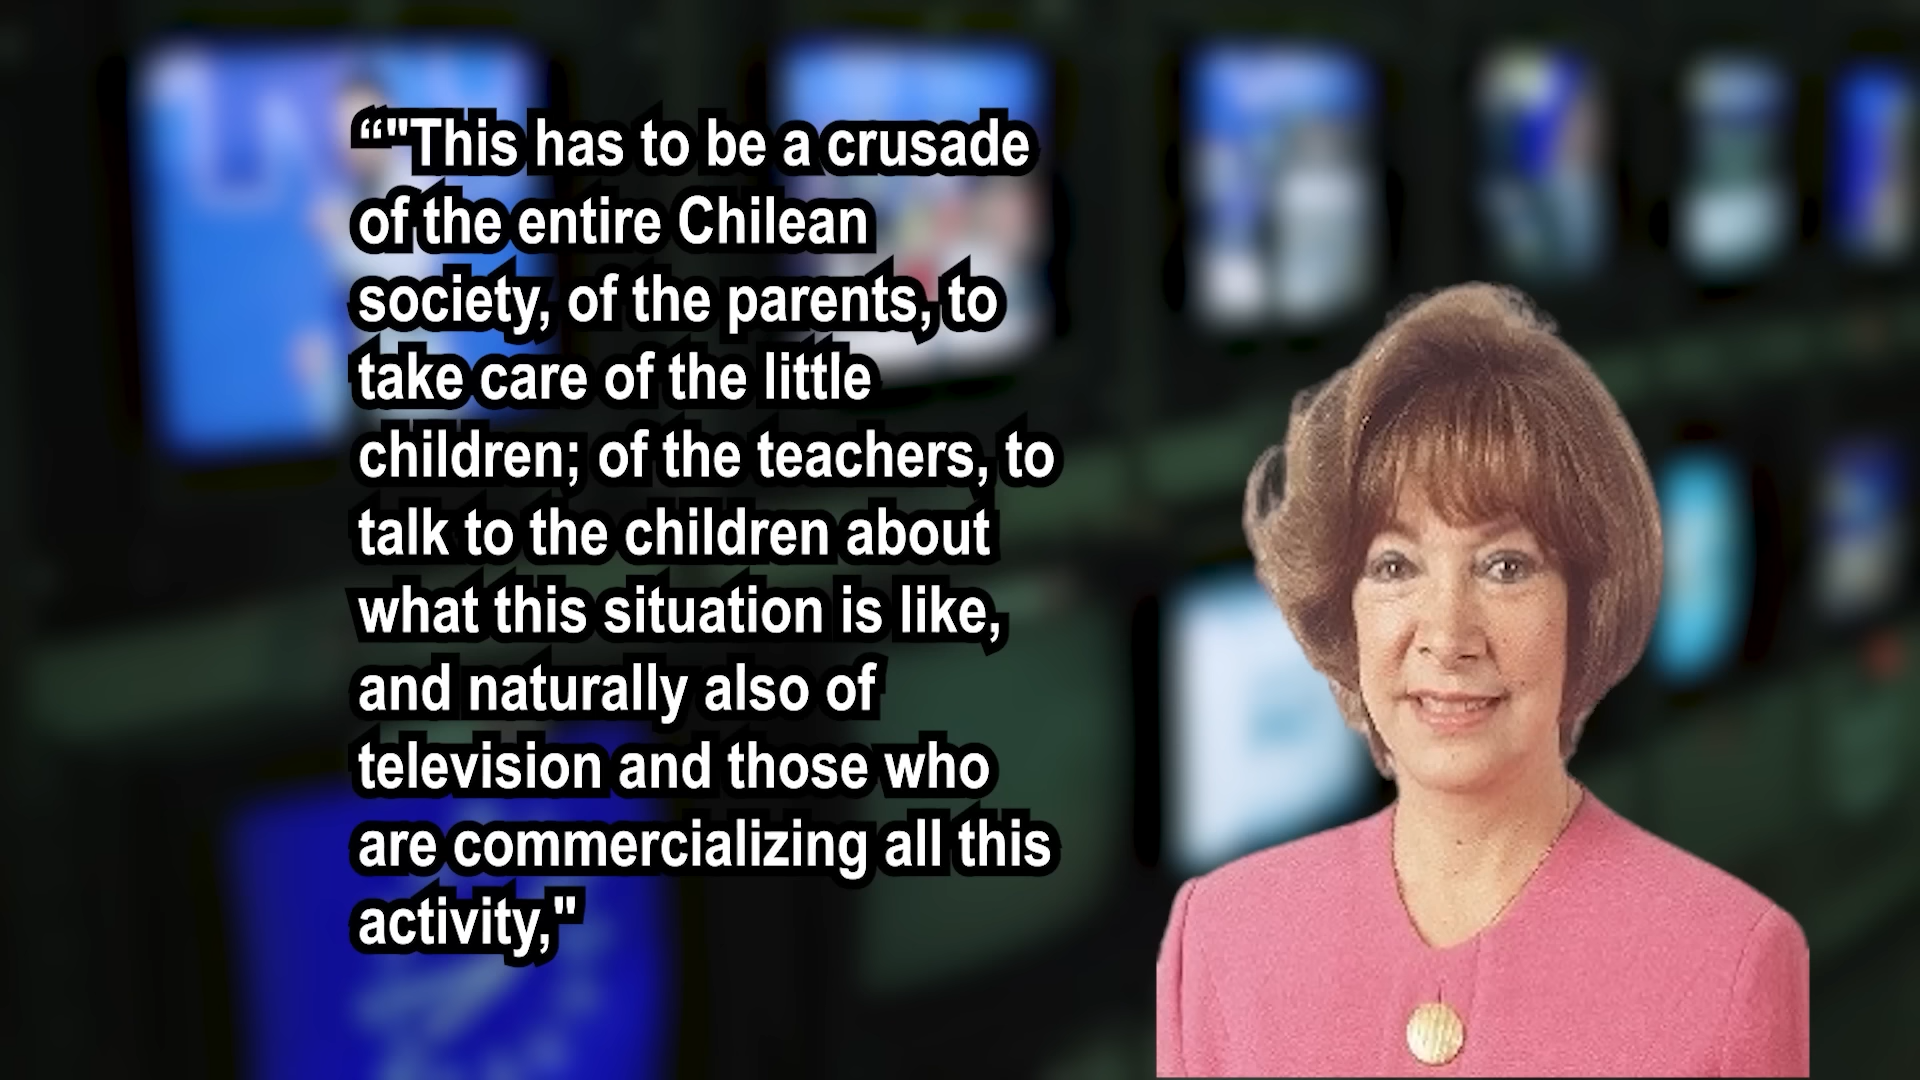 “"This has to be a crusade
of the entire Chilean
society, of the parents, to
take care of the little
children; of the teachers, to
talk to the children about
what this situation is like,
and naturally also of
television and those who
are commercializing all this
activity,"